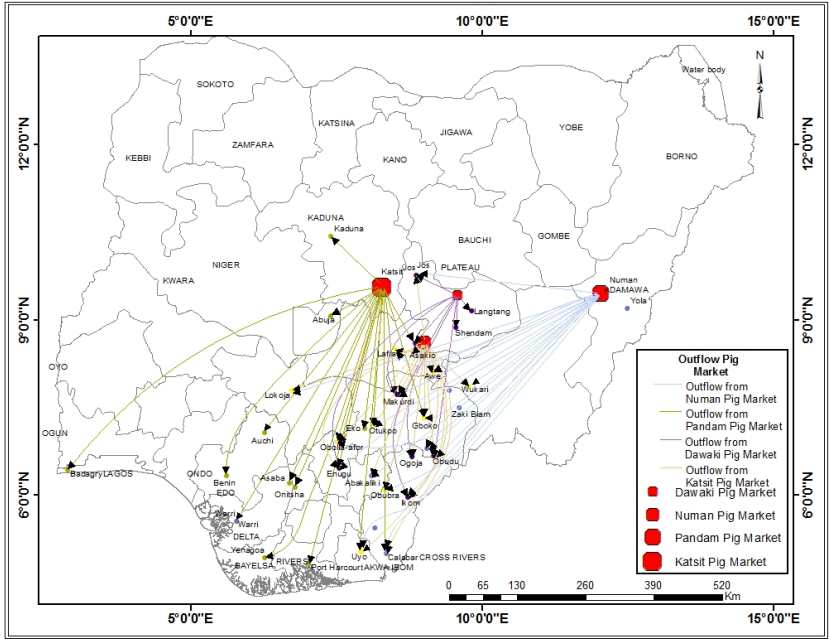 5°0'0"E 10°0'0"E 15°0'0"E
12°0'0"N
9°0'0"N
6°0'0"N
12°0'0"N
9°0'0"N
6°0'0"N
N
Water body
SOKOTO
KATSINA
JIGAWA
YOBE
ZAMFARA
KEBBI
KANO
BORNO
KADUNA
Kaduna
GOMBE
BAUCHI
NIGER
Jos Jos
PLATEAU
Katsit
KWARA
Numan
ADAMAWA
Yola
Langtang
Abuja
Shendam
Lafia
Asakio
OYO
Awe
Wukari
Lokoja
Makurdi
Zaki Biam
OGUN
Eko
Otukpo
Gboko
Auchi
Obolla-afor
Ogoja
Obudu
Badagry
LAGOS
ONDO
Benin
EDO
Asaba
Onitsha
Enugu
Abakaliki
Obubra
Ikom
Warri
Warri
DELTA
Yenagoa
BAYELSA
RIVERS
Port Harcourt
AKWA IBOM
Uyo
Calabar
CROSS RIVERS
Outflow Pig
Market
Outflow from
Numan Pig Market
Outflow from
Pandam Pig Market
Outflow from
Dawaki Pig Market
Outflow from
Katsit Pig Market
Dawaki Pig Market
Numan Pig Market
Pandam Pig Market
Katsit Pig Market
0 65 130 260 390 520
Km
5°0'0"E 10°0'0"E 15°0'0"E